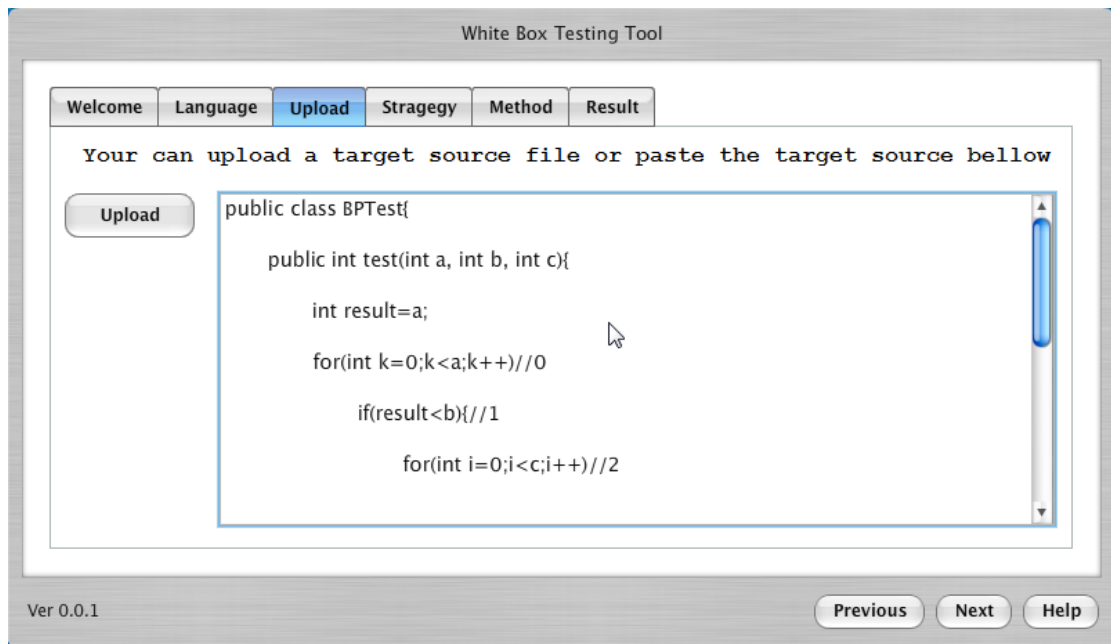 White Box Testing Tool
Welcome Language Upload Stragegy Method Result
Your can upload a target source file or paste the target source bellow
Upload
public class BPTest{
public int test(int a, int b, int c){
int result=a;
for(int k=0;k<a;k++)//0
if(result<b){//1
for(int i=0;i<c;i++)//2
Ver 0.0.1
Previous Next Help